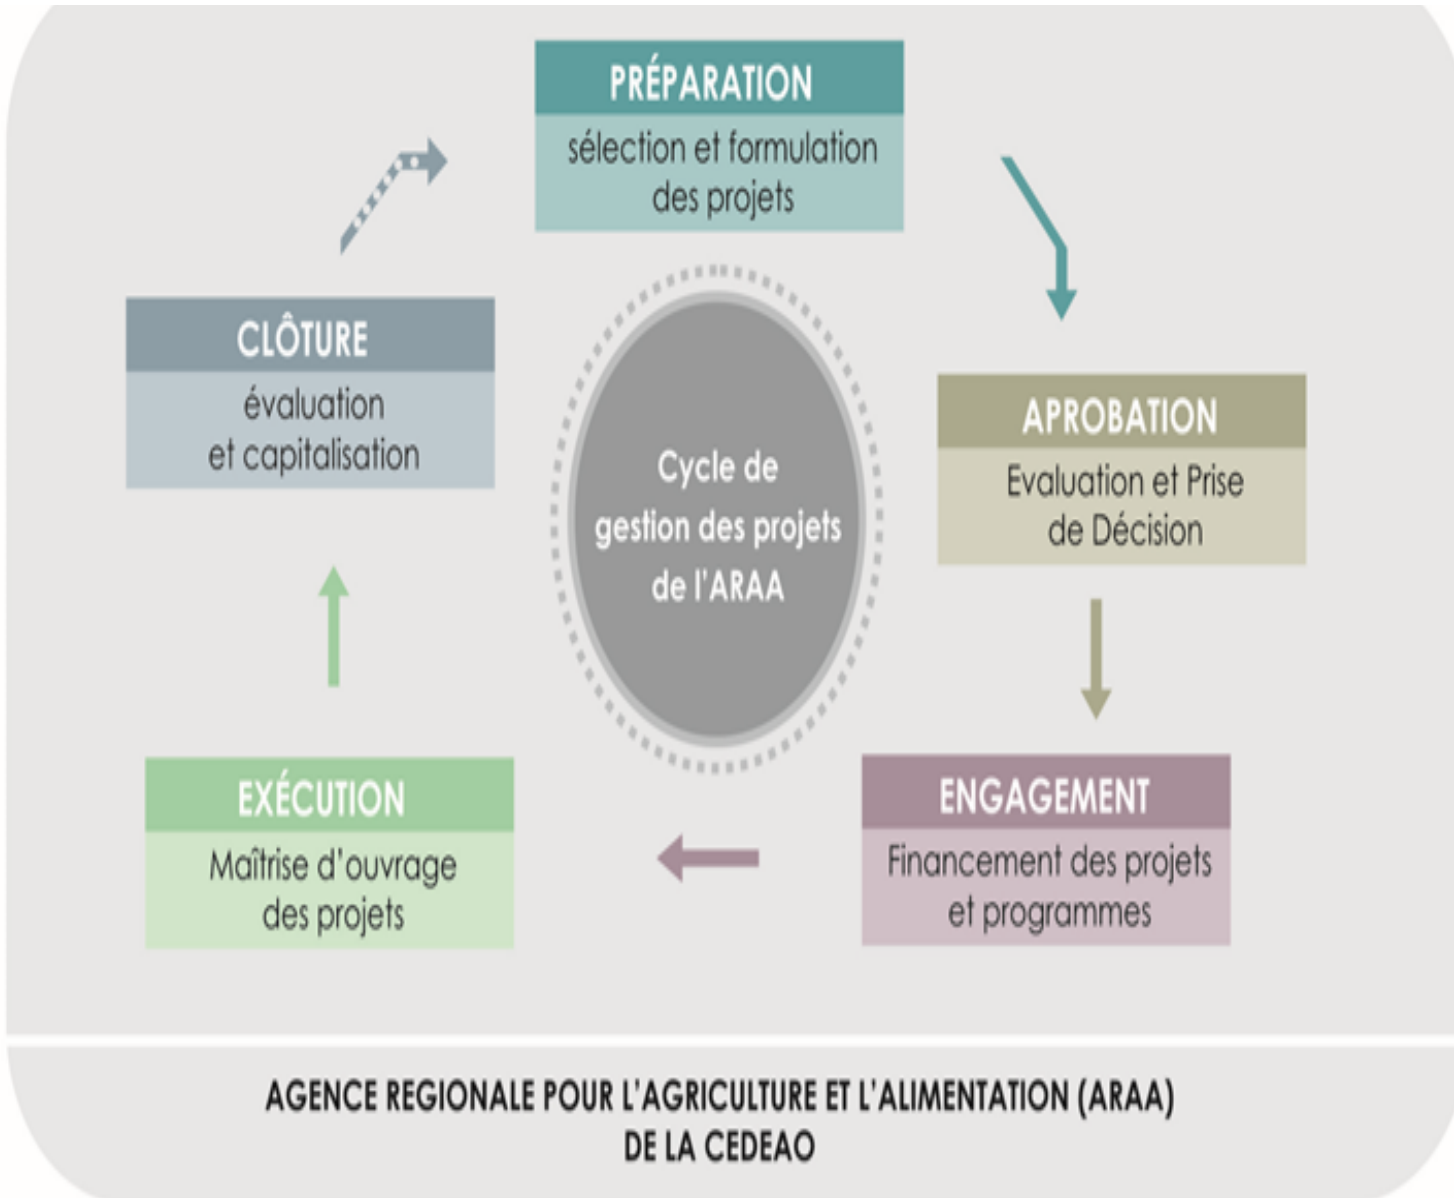 PRÉPARATION
sélection et formulation
des projets
APROBATION
Evaluation et Prise
de Décision
ENGAGEMENT
Financement des projets
et programmes
EXÉCUTION
Maîtrise d'ouvrage
des projets
CLÔTURE
évaluation
et capitalisation
Cycle de
gestion des projets
de l'ARAA
AGENCE REGIONALE POUR L'AGRICULTURE ET L'ALIMENTATION (ARAA)
DE LA CEDEAO